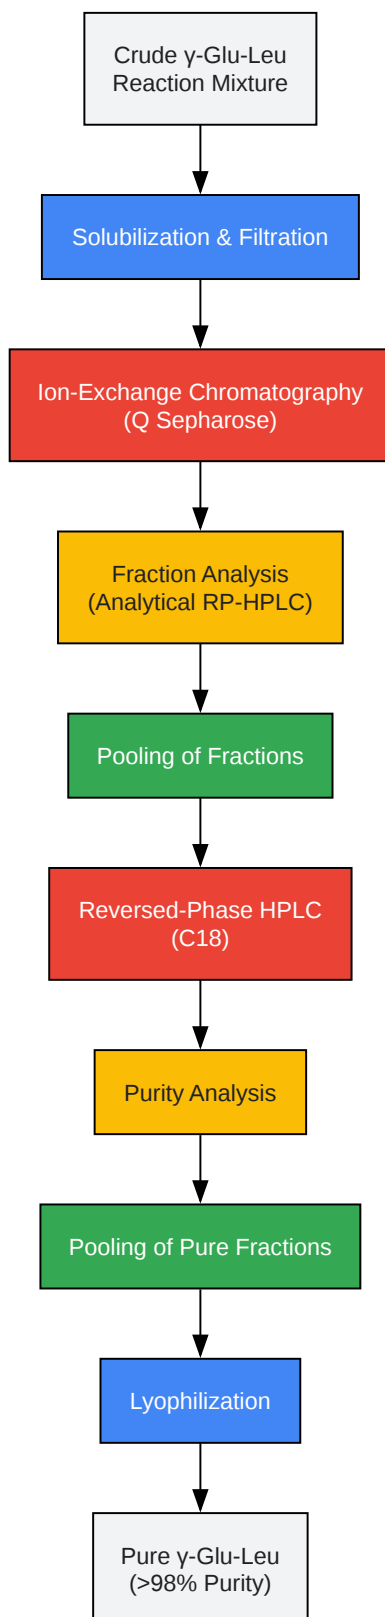 Crude γ-Glu-Leu
Reaction Mixture
Solubilization & Filtration
Ion-Exchange Chromatography
(Q Sepharose)
Fraction Analysis
(Analytical RP-HPLC)
Pooling of Fractions
Reversed-Phase HPLC
(C18)
Purity Analysis
Pooling of Pure Fractions
Lyophilization
Pure γ-Glu-Leu
(>98% Purity)